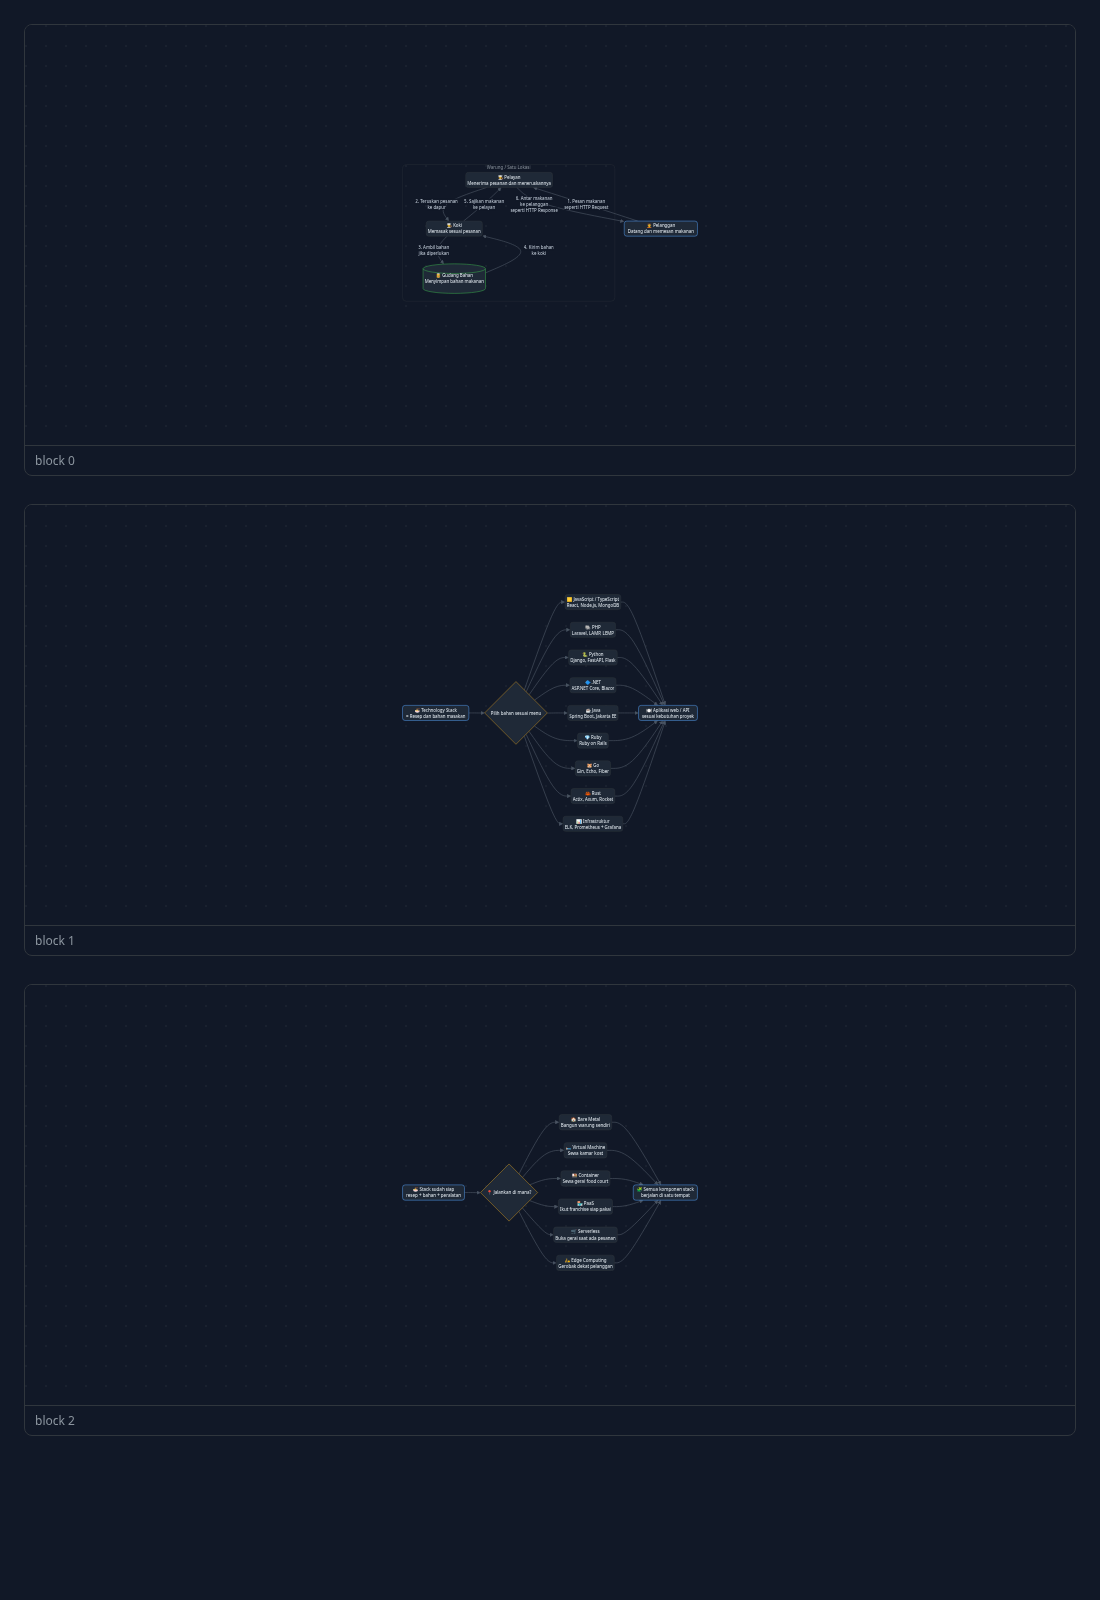 Warung / Satu Lokasi
Pelayan
Menerima pesanan dan meneruskannya
2. Teruskan pesanan
ke dapur
5. Sajikan makanan
ke pelayan
6. Antar makanan
ke pelanggan
seperti HTTP Response
1. Pesan makanan
seperti HTTP Request
Koki
Memasak sesuai pesanan
Pelanggan
Datang dan memesan makanan
3. Ambil bahan
jika diperlukan
4. Kirim bahan
ke koki
Gudang Bahan
Menyimpan bahan makanan
block 0
JavaScript / TypeScript
React, Node.js, MongoDB
PHP
Laravel, LAMP, LEMP
Python
Django, FastAPI, Flask
.NET
ASP.NET Core, Blazor
Technology Stack
= Resep dan bahan masakan
Pilih bahan sesuai menu
Java
Spring Boot, Jakarta EE
Aplikasi web / API
sesuai kebutuhan proyek
Ruby
Ruby on Rails
Go
Gin, Echo, Fiber
Rust
Actix, Axum, Rocket
Infrastruktur
ELK, Prometheus + Grafana
block 1
Bare Metal
Bangun warung sendiri
Virtual Machine
Sewa kamar kost
Container
Sewa gerai food court
Stack sudah siap
resep + bahan + peralatan
Jalankan di mana?
Semua komponen stack
berjalan di satu tempat
PaaS
Ikut franchise siap pakai
Serverless
Buka gerai saat ada pesanan
Edge Computing
Gerobak dekat pelanggan
block 2